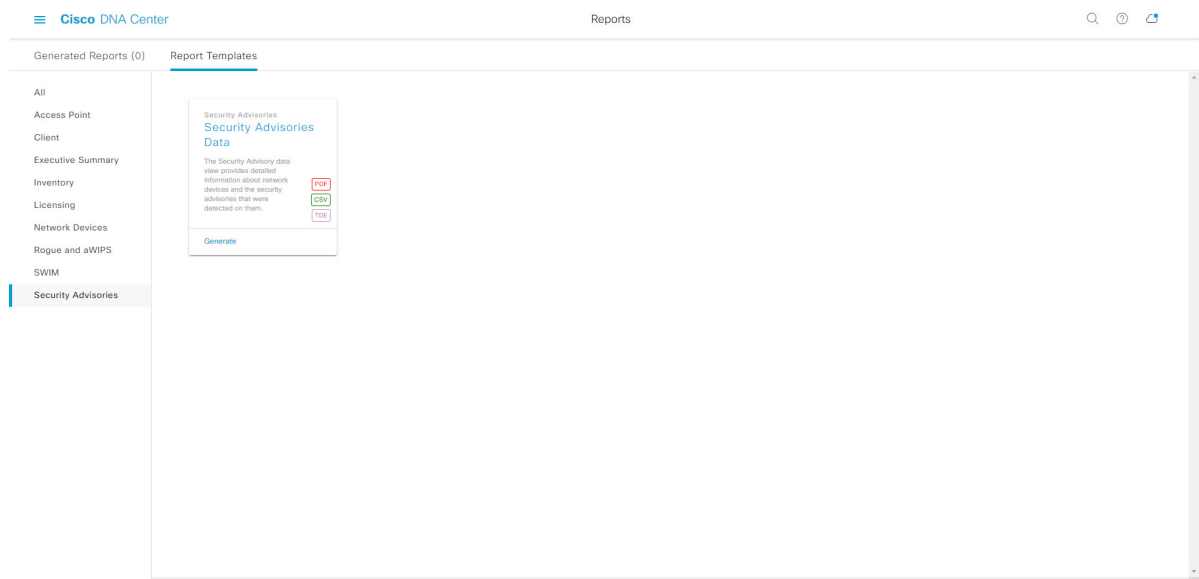 Cisco DNA Center
Reports
Generated Reports (0)
Report Templates
All
Access Point
Client
Executive Summary
Inventory
Licensing
Network Devices
Rogue and aWIPS
SWIM
Security Advisories
Security Advisories
Security Advisories
Data
The Security Advisory data
view provides detailed
information about network
devices and the security
advisories that were
detected on them.
PDF
CSV
TDE
Generate